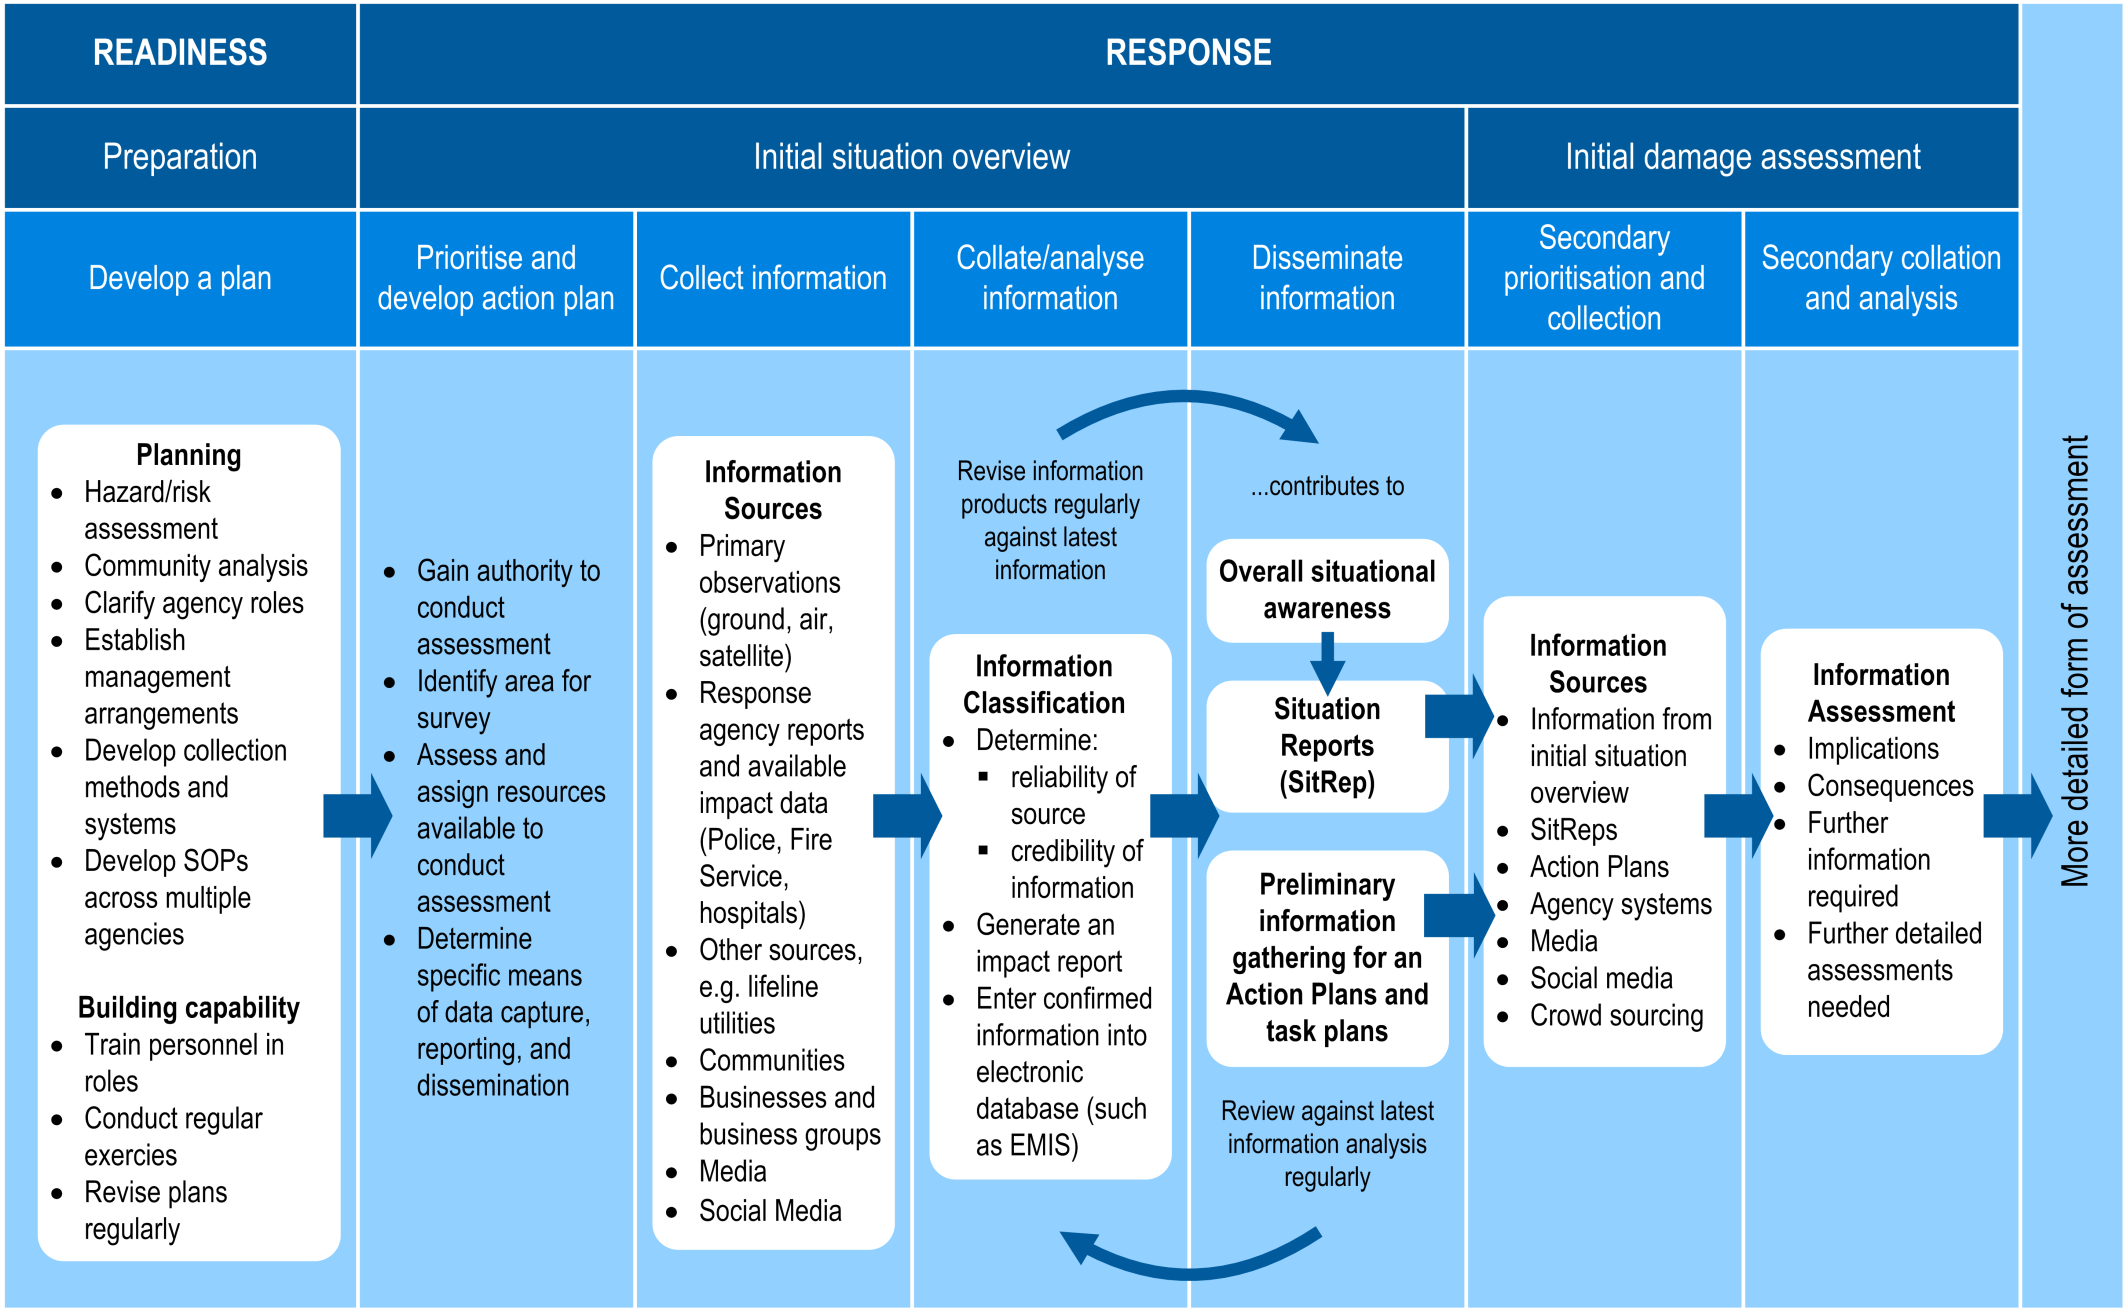 READINESS
RESPONSE
Preparation
Initial situation overview
Initial damage assessment
Develop a plan
Prioritise and
develop action plan
Collect information
Collate/analyse
information
Disseminate
information
Secondary
prioritisation and
collection
Secondary collation
and analysis
Planning
• Hazard/risk
assessment
• Community analysis
• Clarify agency roles
• Establish
management
arrangements
• Develop collection
methods and
systems
• Develop SOPs
across multiple
agencies
Building capability
• Train personnel in
roles
• Conduct regular
exercies
• Revise plans
regularly
• Gain authority to
conduct
assessment
• Identify area for
survey
• Assess and
assign resources
available to
conduct
assessment
• Determine
specific means
of data capture,
reporting, and
dissemination
Information
Sources
• Primary
observations
(ground, air,
satellite)
• Response
agency reports
and available
impact data
(Police, Fire
Service,
hospitals)
• Other sources,
e.g. lifeline
utilities
• Communities
• Businesses and
business groups
• Media
• Social Media
Revise information
products regularly
against latest
information
Information
Classification
• Determine:
▪ reliability of
source
▪ credibility of
information
• Generate an
impact report
• Enter confirmed
information into
electronic
database (such
as EMIS)
...contributes to
Overall situational
awareness
Situation
Reports
(SitRep)
Preliminary
information
gathering for an
Action Plans and
task plans
Review against latest
information analysis
regularly
Information
Sources
• Information from
initial situation
overview
• SitReps
• Action Plans
• Agency systems
• Media
• Social media
• Crowd sourcing
Information
Assessment
• Implications
• Consequences
• Further
information
required
• Further detailed
assessments
needed
More detailed form of assessment